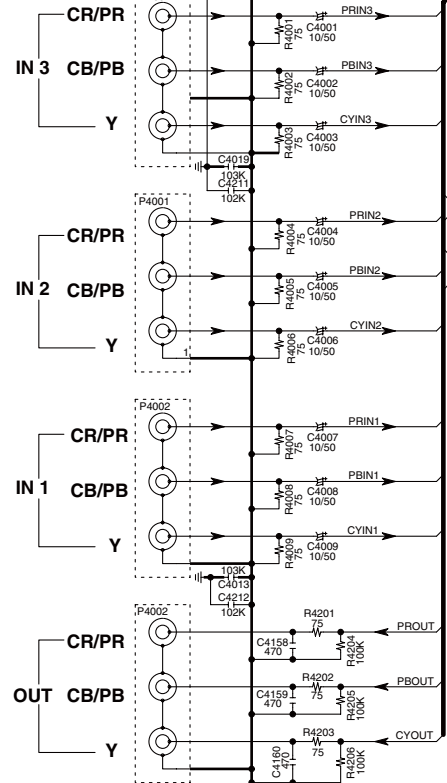 CR/PR
PRIN3
R4001
75
C4001
10/50
IN 3
CB/PB
PBIN3
R4002
75
C4002
10/50
Y
CYIN3
R4003
75
C4003
10/50
C4019
103K
C4211
102K
P4001
CR/PR
PRIN2
R4004
75
C4004
10/50
IN 2
CB/PB
PBIN2
R4005
75
C4005
10/50
Y
CYIN2
1
R4006
75
C4006
10/50
P4002
CR/PR
PRIN1
R4007
75
C4007
10/50
IN 1
CB/PB
PBIN1
R4008
75
C4008
10/50
Y
CYIN1
R4009
75
C4009
10/50
103K
C4013
C4212
102K
P4002
CR/PR
R4201
75
PROUT
C4158
470
R4204
100K
OUT
CB/PB
R4202
75
PBOUT
C4159
470
R4205
100K
Y
R4203
75
CYOUT
C4160
470
R4206
100K